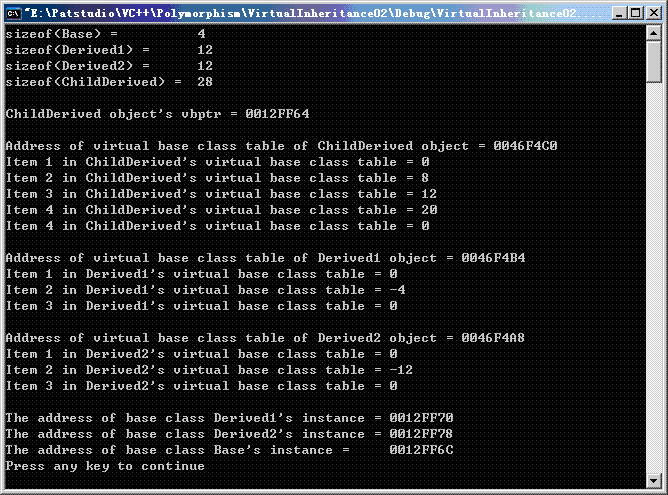 "E:\Patstudio\VC++\Polymorphism\VirtualInheritance02\Debug\VirtualInheritance02....
sizeof(Base) = 4
sizeof(Derived1) = 12
sizeof(Derived2) = 12
sizeof(ChildDerived) = 28
ChildDerived object's vbptr = 0012FF64
Address of virtual base class table of ChildDerived object = 0046F4C0
Item 1 in ChildDerived's virtual base class table = 0
Item 2 in ChildDerived's virtual base class table = 8
Item 3 in ChildDerived's virtual base class table = 12
Item 4 in ChildDerived's virtual base class table = 20
Item 4 in ChildDerived's virtual base class table = 0
Address of virtual base class table of Derived1 object = 0046F4B4
Item 1 in Derived1's virtual base class table = 0
Item 2 in Derived1's virtual base class table = -4
Item 3 in Derived1's virtual base class table = 0
Address of virtual base class table of Derived2 object = 0046F4A8
Item 1 in Derived2's virtual base class table = 0
Item 2 in Derived2's virtual base class table = -12
Item 3 in Derived2's virtual base class table = 0
The address of base class Derived1's instance = 0012FF70
The address of base class Derived2's instance = 0012FF78
The address of base class Base's instance = 0012FF6C
Press any key to continue